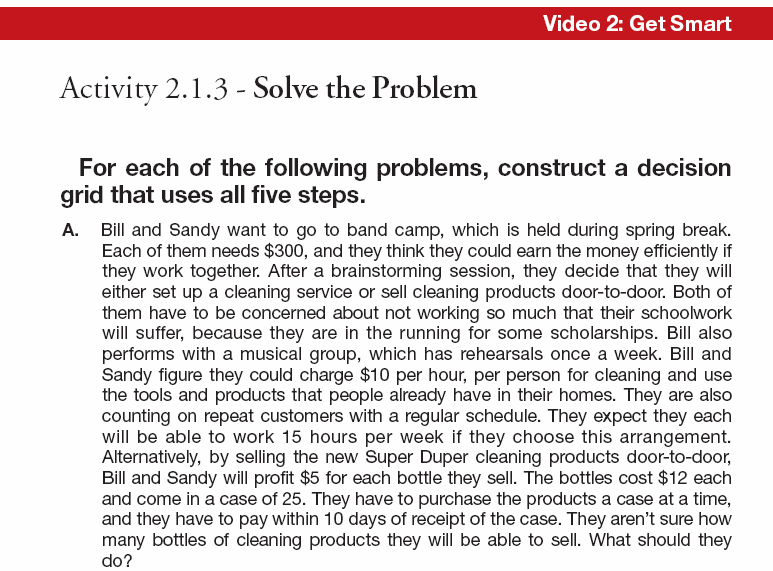 Video 2: Get Smart
Activity 2.1.3 - Solve the Problem
For each of the following problems, construct a decision
grid that uses all five steps.
A. Bill and Sandy want to go to band camp, which is held during spring break.
Each of them needs $300, and they think they could earn the money efficiently if
they work together. After a brainstorming session, they decide that they will
either set up a cleaning service or sell cleaning products door-to-door. Both of
them have to be concerned about not working so much that their schoolwork
will suffer, because they are in the running for some scholarships. Bill also
performs with a musical group, which has rehearsals once a week. Bill and
Sandy figure they could charge $10 per hour, per person for cleaning and use
the tools and products that people already have in their homes. They are also
counting on repeat customers with a regular schedule. They expect they each
will be able to work 15 hours per week if they choose this arrangement.
Alternatively, by selling the new Super Duper cleaning products door-to-door,
Bill and Sandy will profit $5 for each bottle they sell. The bottles cost $12 each
and come in a case of 25. They have to purchase the products a case at a time,
and they have to pay within 10 days of receipt of the case. They aren't sure how
many bottles of cleaning products they will be able to sell. What should they
do?